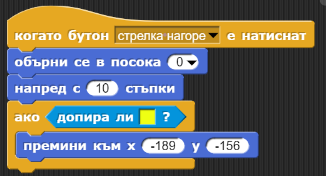 когато бутон стрелка нагоре е натиснат
обърни се в посока 0
напред с 10 стъпки
ако допира ли ?
премини към x -189 y -156